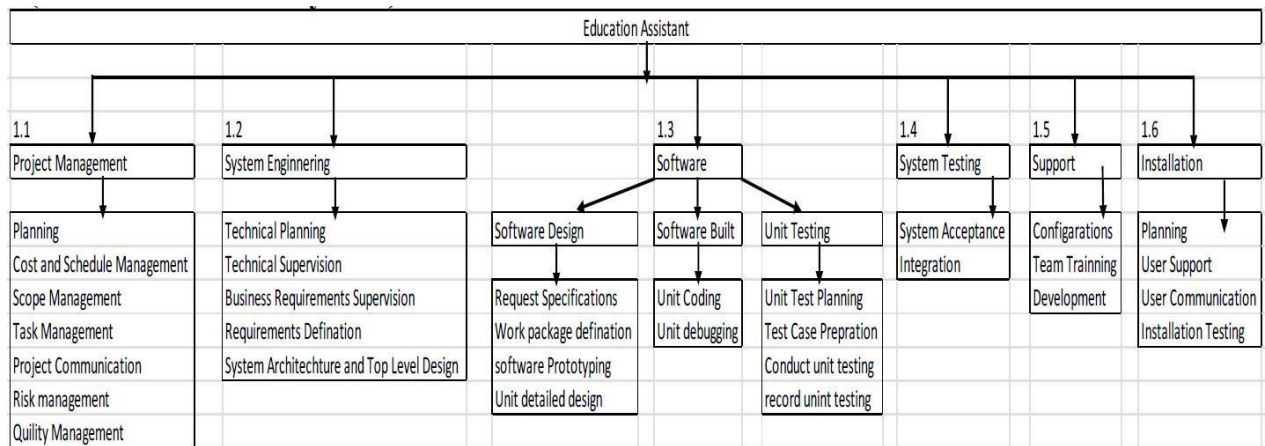 Education Assistant
1.1
Project Management
Planning
Cost and Schedule Management
Scope Management
Task Management
Project Communication
Risk management
Quility Management
1.2
System Enginnering
Technical Planning
Technical Supervision
Business Requirements Supervision
Requirements Defination
System Architechture and Top Level Design
1.3
Software
Software Design
Request Specifications
Work package defination
software Prototyping
Unit detailed design
Software Built
Unit Coding
Unit debugging
Unit Testing
Unit Test Planning
Test Case Prepration
Conduct unit testing
record unint testing
1.4
System Testing
System Acceptance
Integration
1.5
Support
Configarations
Team Trainning
Development
1.6
Installation
Planning
User Support
User Communication
Installation Testing